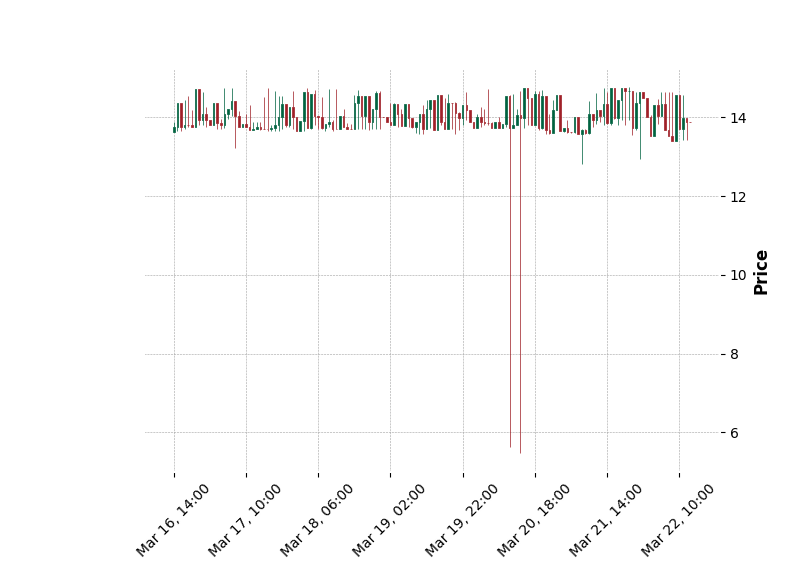 14
12
10
8
6
Price
Mar 16, 14:00
Mar 17, 10:00
Mar 18, 06:00
Mar 19, 02:00
Mar 19, 22:00
Mar 20, 18:00
Mar 21, 14:00
Mar 22, 10:00